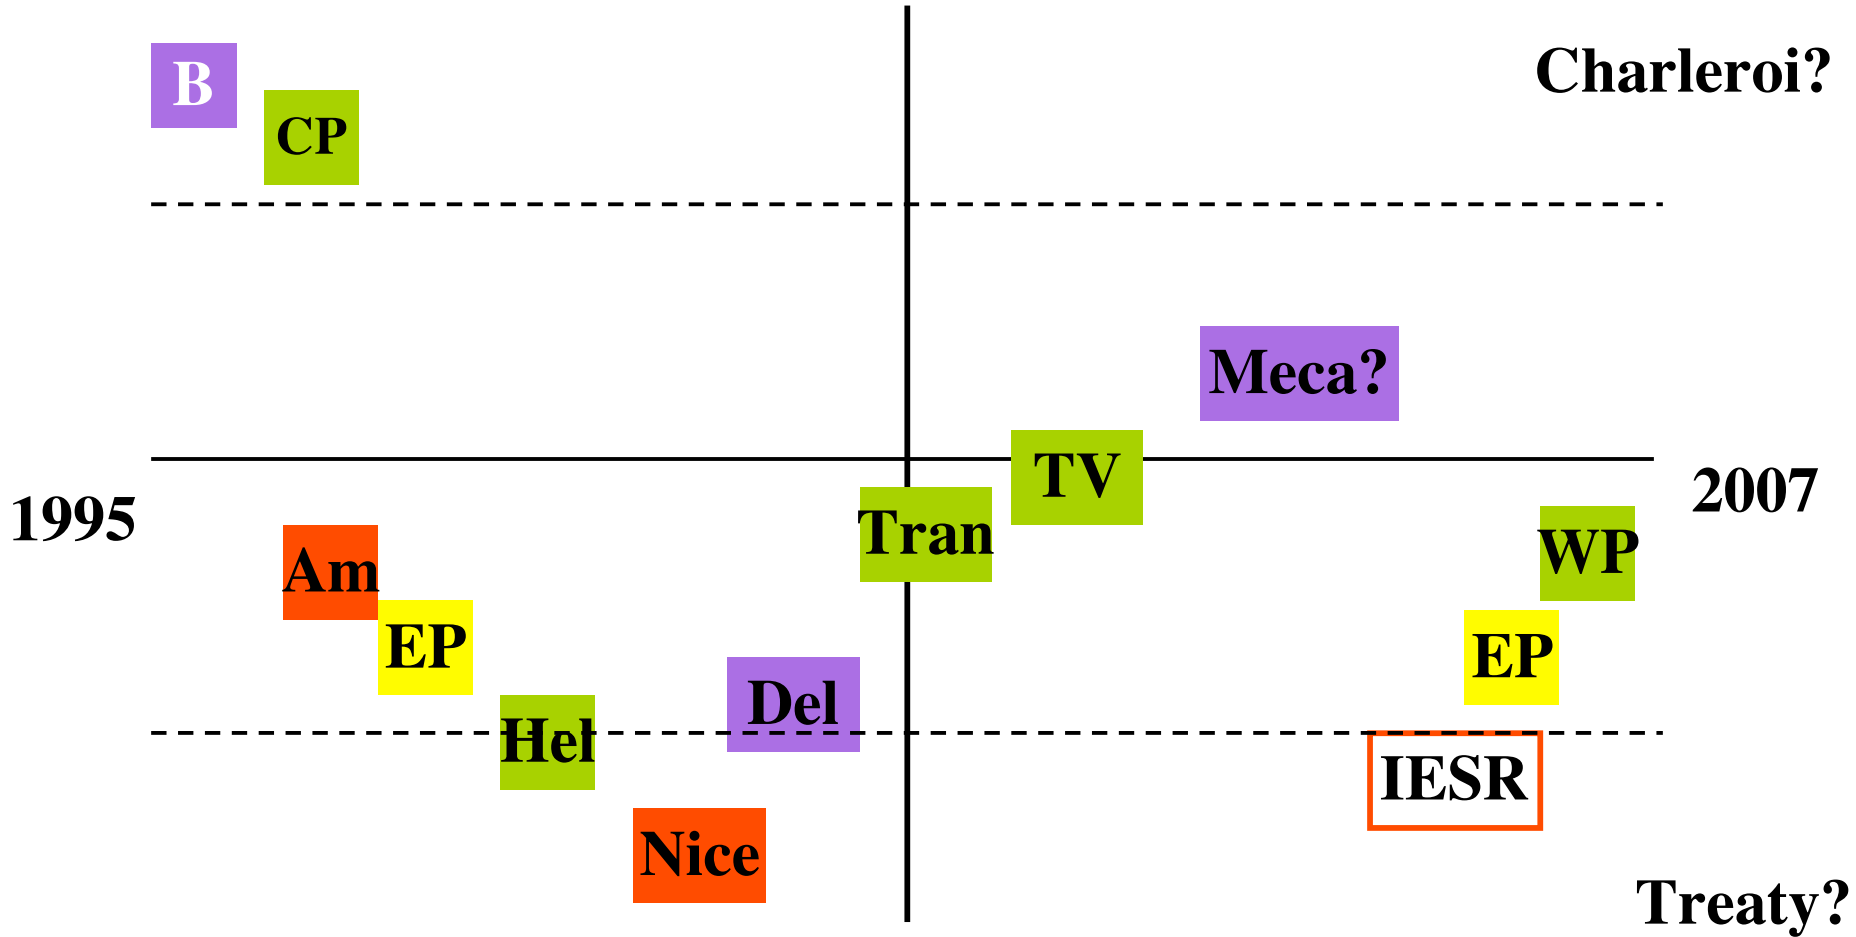 B
Charleroi?
CP
Meca?
TV
1995
2007
Tran
WP
Am
EP
EP
Del
Hel
IESR
Nice
Treaty?